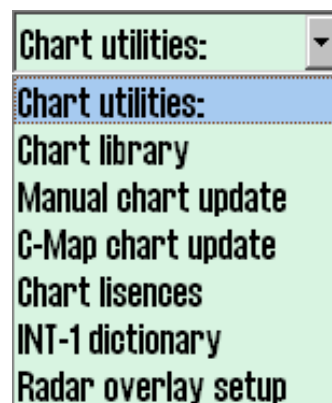 Chart utilities:
Chart utilities:
Chart library
Manual chart update
C-Map chart update
Chart lisences
INT-1 dictionary
Radar overlay setup